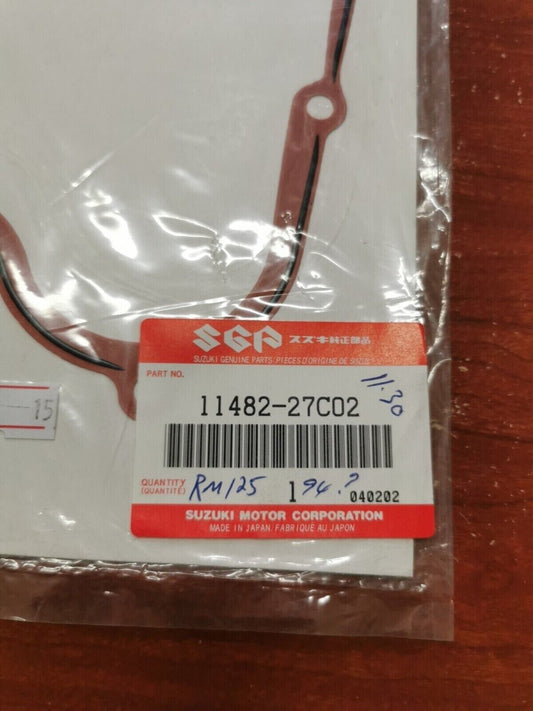 SGP スズキ純正部品
SUZUKI GENUINE PARTS/PIECES D'ORIGINE DE SUZUKI
PART NO.
11482-27C02
11.30
15
QUANTITY
(QUANTITÉ)
RM125 1 94.?
040202
SUZUKI MOTOR CORPORATION
MADE IN JAPAN/FABRIQUE AU JAPON